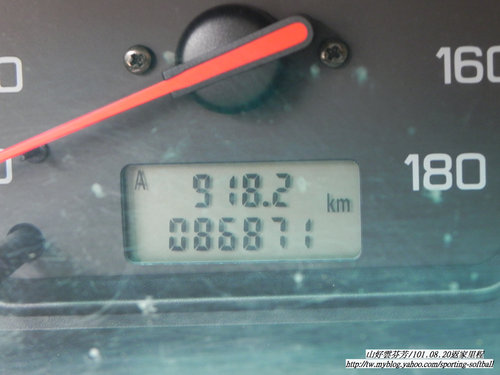 160
180
A 918.2
km
086871
山好雲芬芳/101.08.20返家里程
http://tw.myblog.yahoo.com/sporting-softball